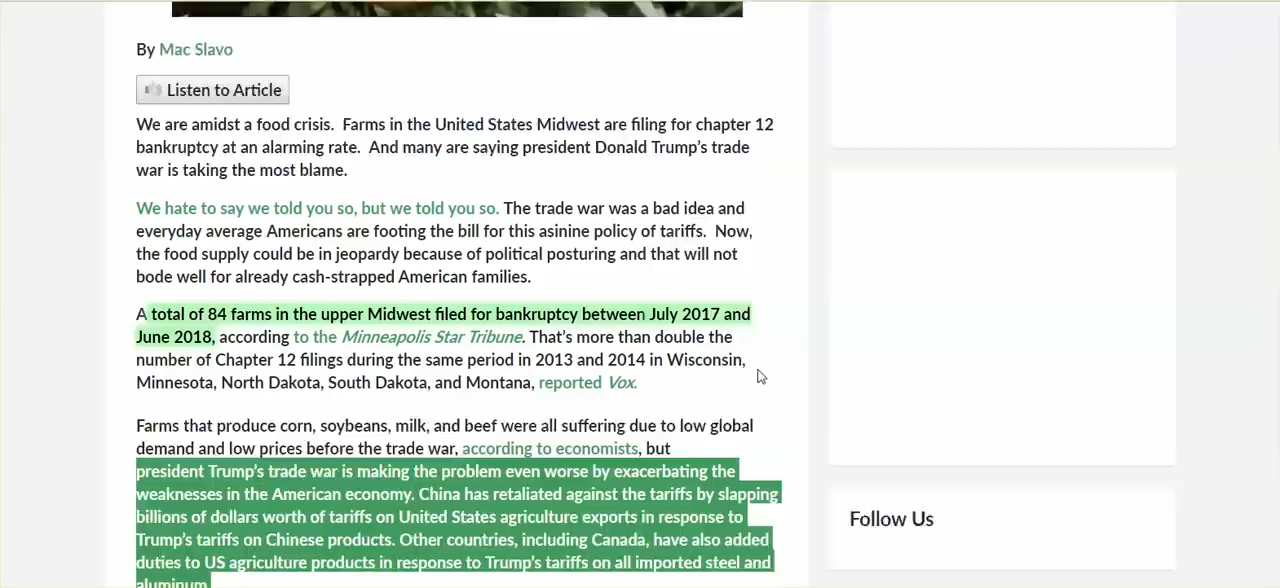 By Mac Slavo
Listen to Article
We are amidst a food crisis.  Farms in the United States Midwest are filing for chapter 12
bankruptcy at an alarming rate.  And many are saying president Donald Trump's trade
war is taking the most blame.
We hate to say we told you so, but we told you so. The trade war was a bad idea and
everyday average Americans are footing the bill for this asinine policy of tariffs.  Now,
the food supply could be in jeopardy because of political posturing and that will not
bode well for already cash-strapped American families.
A total of 84 farms in the upper Midwest filed for bankruptcy between July 2017 and
June 2018, according to the Minneapolis Star Tribune. That's more than double the
number of Chapter 12 filings during the same period in 2013 and 2014 in Wisconsin,
Minnesota, North Dakota, South Dakota, and Montana, reported Vox.
Farms that produce corn, soybeans, milk, and beef were all suffering due to low global
demand and low prices before the trade war, according to economists, but
president Trump's trade war is making the problem even worse by exacerbating the
weaknesses in the American economy. China has retaliated against the tariffs by slapping
billions of dollars worth of tariffs on United States agriculture exports in response to
Trump's tariffs on Chinese products. Other countries, including Canada, have also added
duties to US agriculture products in response to Trump's tariffs on all imported steel and
aluminum.
Follow Us